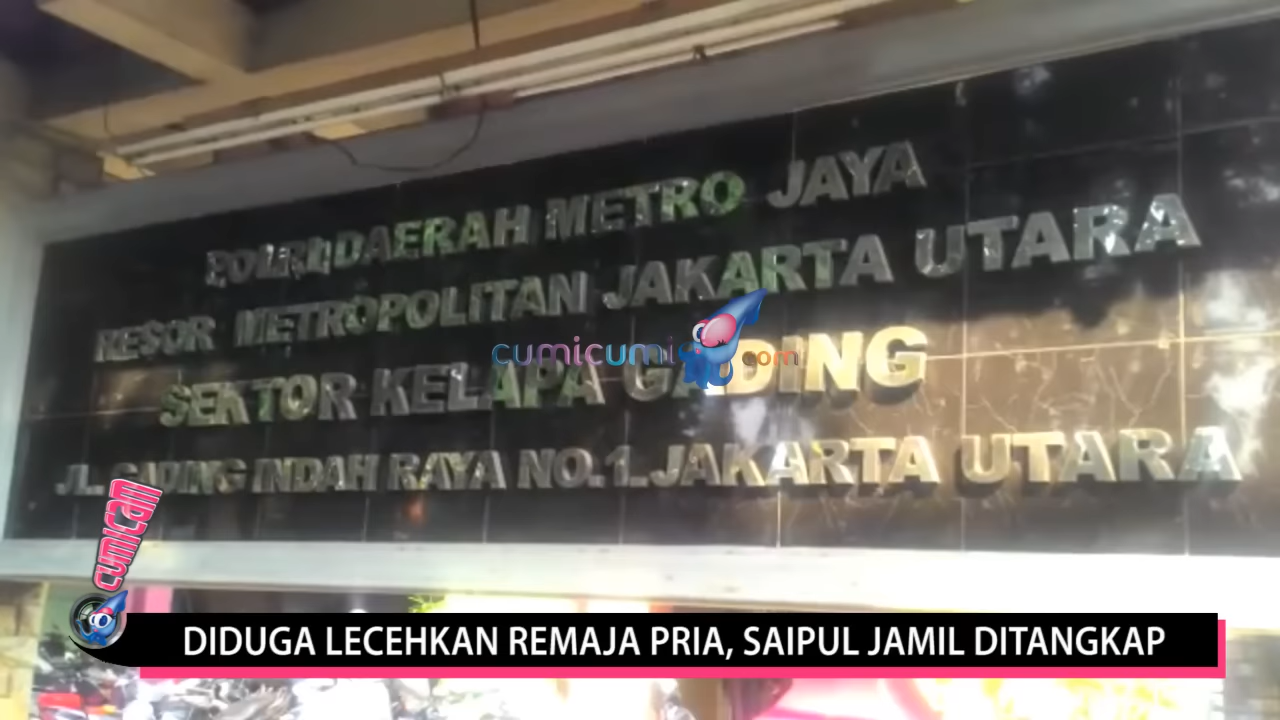 POLRI DAERAH METRO JAYA
RESOR METROPOLITAN JAKARTA UTARA
SEKTOR KELAPA GADING
JL. GADING INDAH RAYA NO.1.JAKARTA UTARA
cumicumi.com
cumicam
DIDUGA LECEHKAN REMAJA PRIA, SAIPUL JAMIL DITANGKAP